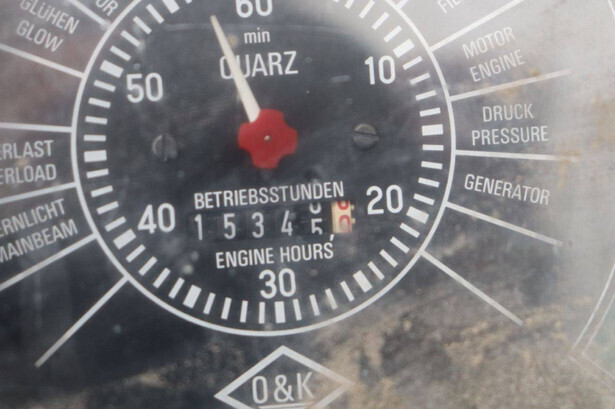 GLÜHEN
GLOW
60
min
QUARZ
50
10
MOTOR
ENGINE
DRUCK
PRESSURE
GENERATOR
ERLAST
ERLOAD
ERNLICHT
MAINBEAM
BETRIEBSSTUNDEN
40
15345
20
ENGINE HOURS
30
O&K